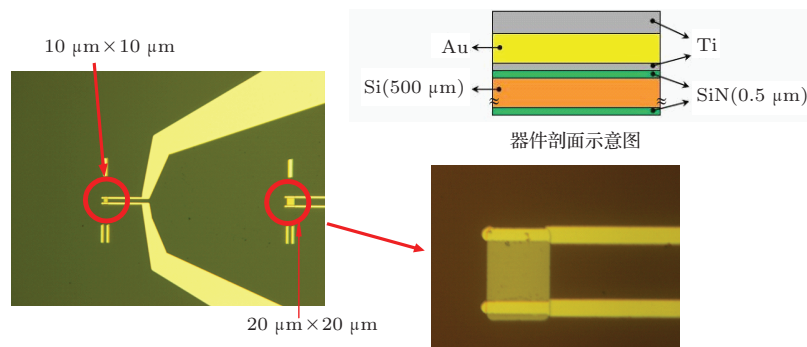 10 μm×10 μm
Au
Ti
Si(500 μm)
SiN(0.5 μm)
≈
≈
器件剖面示意图
20 μm×20 μm